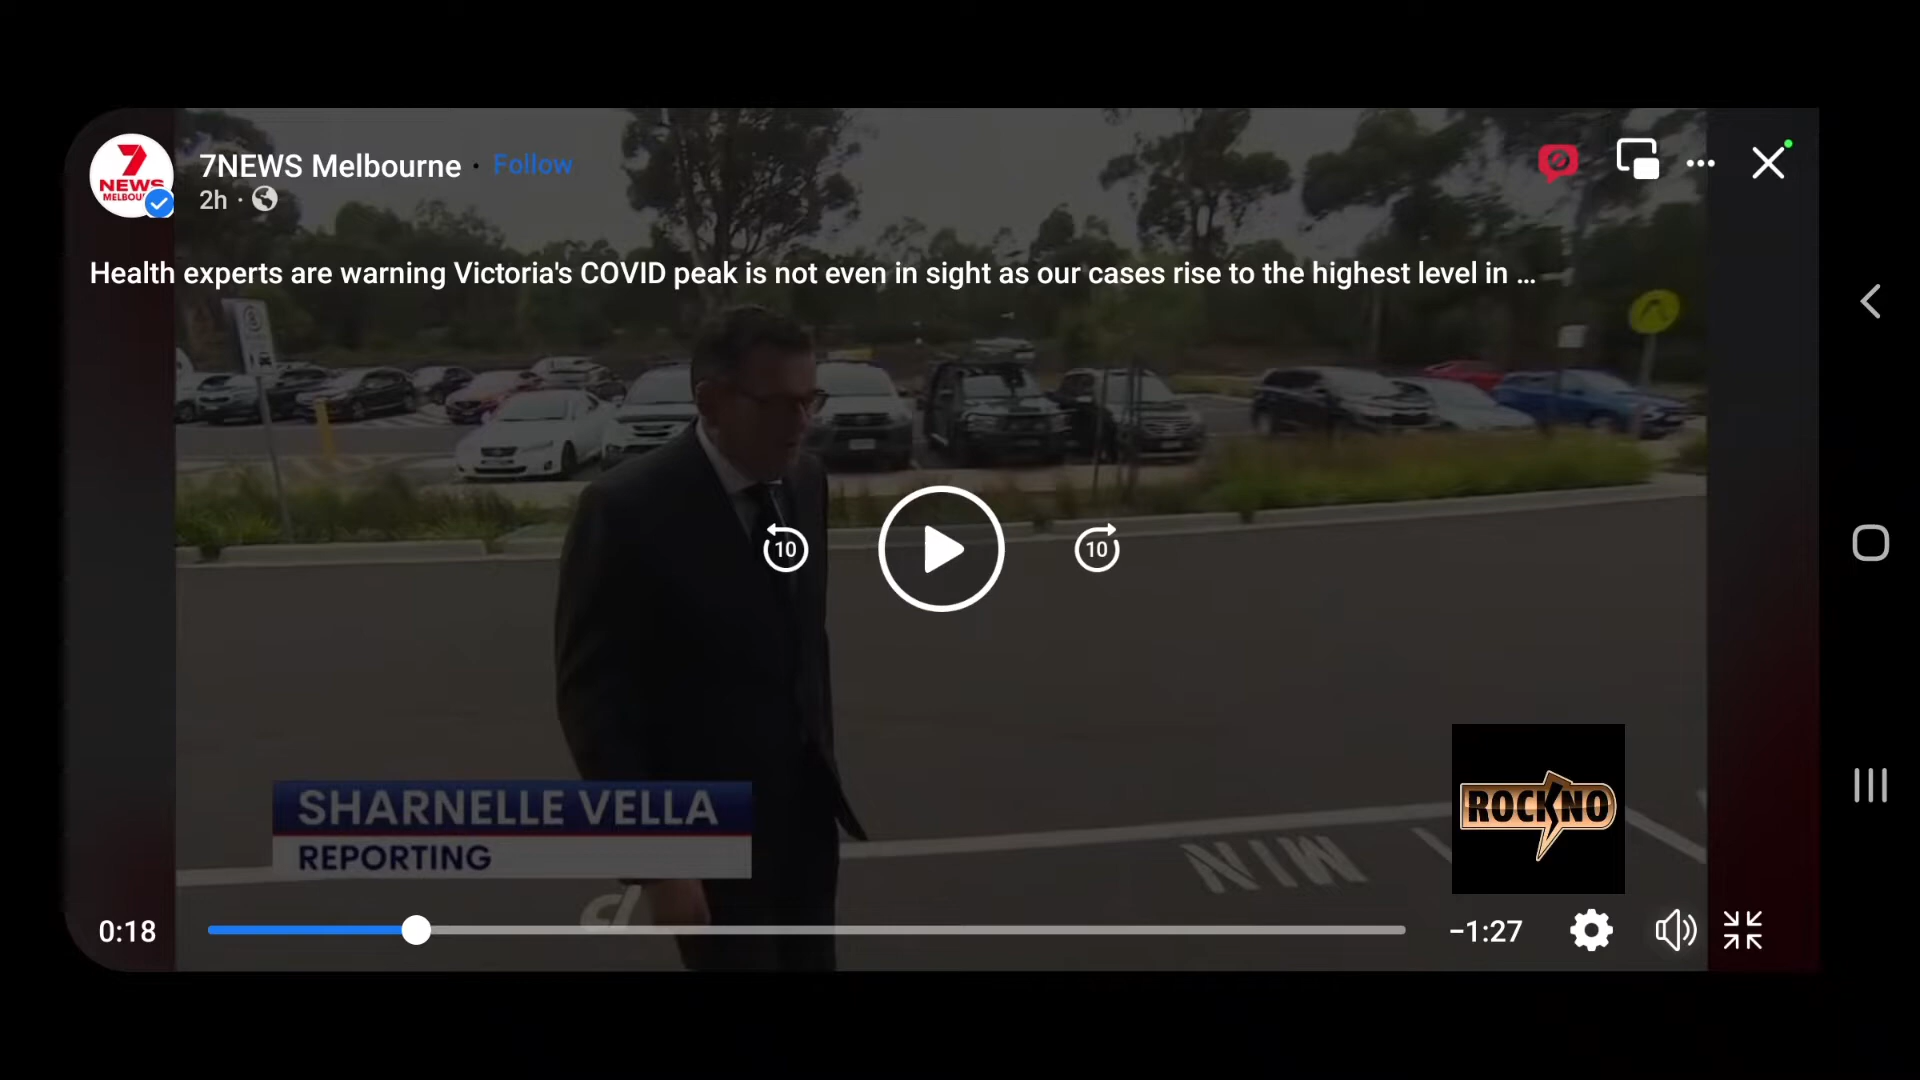 7NEWS Melbourne · Follow
2h ·
7
NEWS
Health experts are warning Victoria's COVID peak is not even in sight as our cases rise to the highest level in ...
10
10
SHARNELLE VELLA
REPORTING
ROCKNO
MIN
P
0:18
-1:27